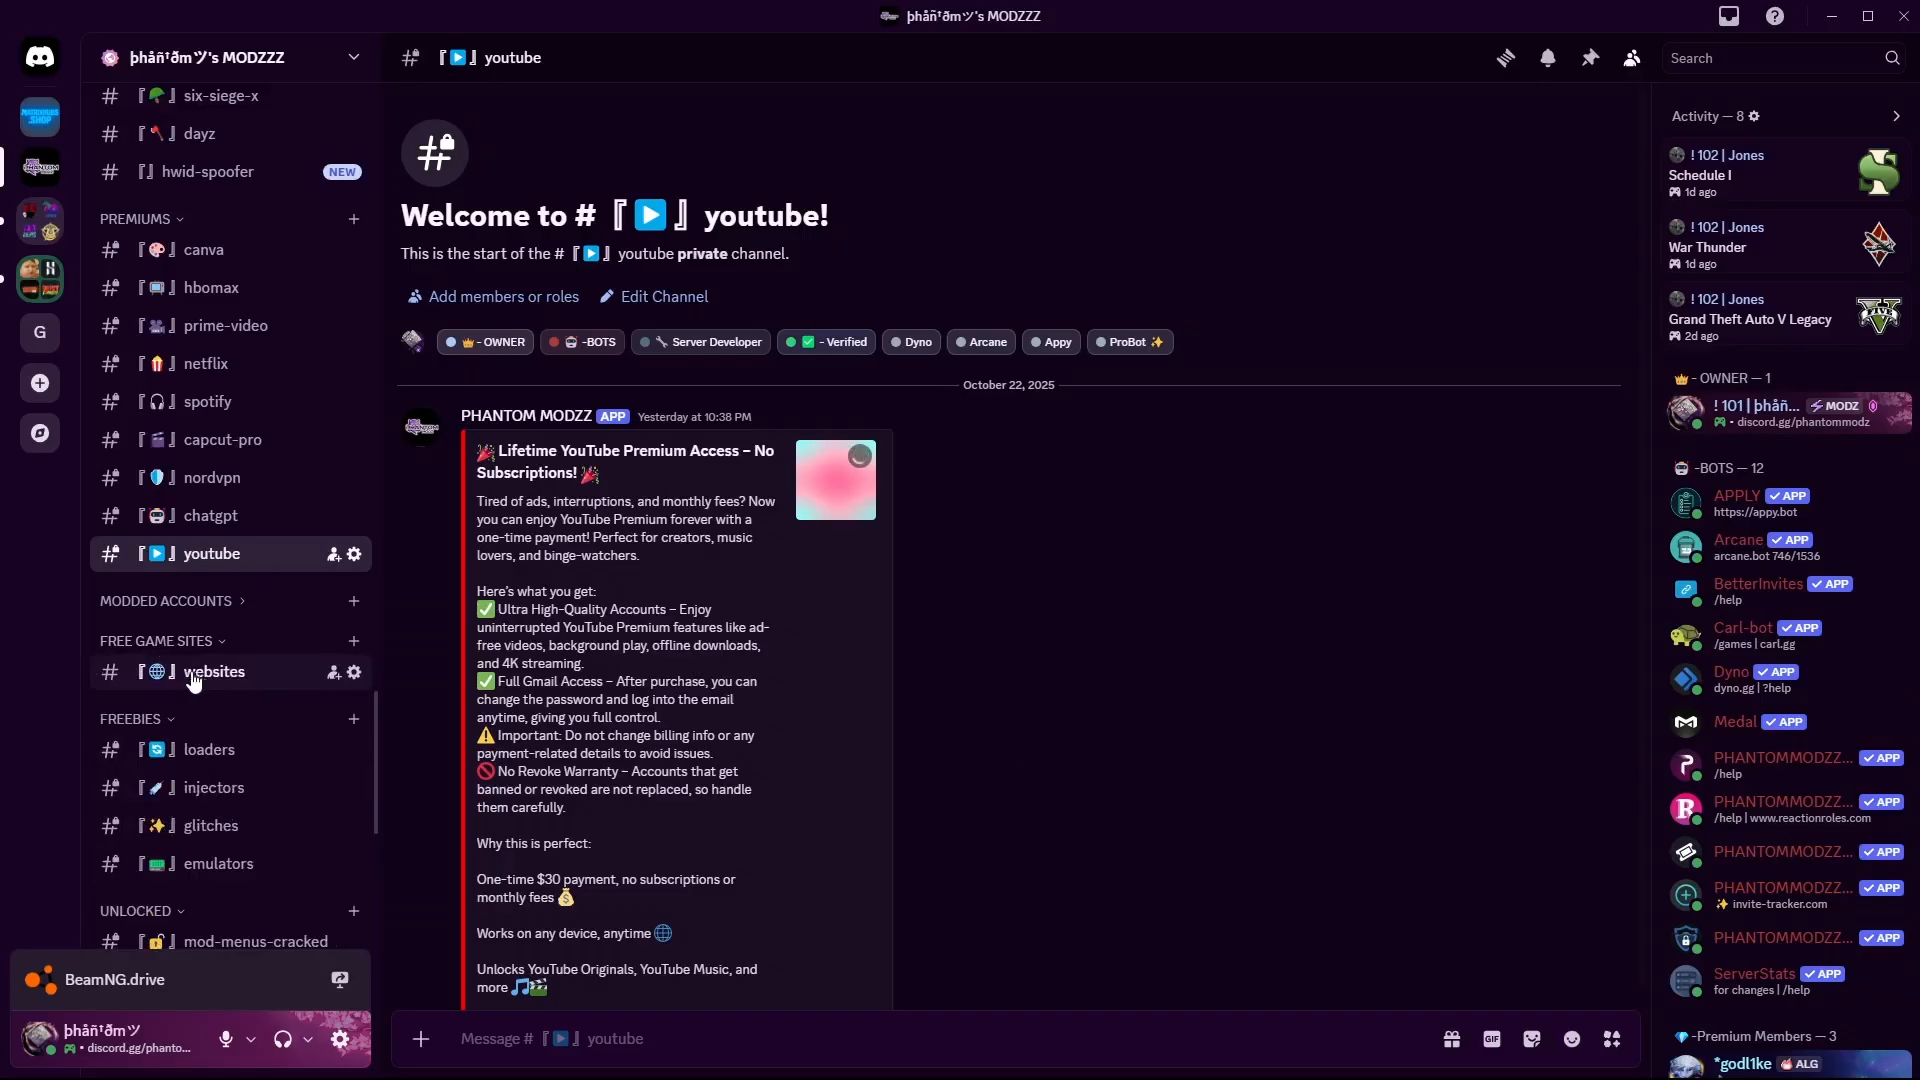 þhåñ†ðmツ's MODZZZ
þhåñ†ðmツ's MODZZZ
『▶️』youtube
Search
MATRIXPLUGS.SHOP
G
『🪂』six-siege-x
『🪓』dayz
『』hwid-spoofer NEW
PREMIUMS
『🎨』canva
『📺』hbomax
『🎥』prime-video
『🍿』netflix
『🎧』spotify
『🎬』capcut-pro
『🛡️』nordvpn
『🤖』chatgpt
『▶️』youtube
MODDED ACCOUNTS
FREE GAME SITES
『🌐』websites
FREEBIES
『🔄』loaders
『💉』injectors
『✨』glitches
『📟』emulators
UNLOCKED
『🔓』mod-menus-cracked
BeamNG.drive
þhåñ†ðmツ
🎮 • discord.gg/phanto...
Welcome to #『▶️』youtube!
This is the start of the #『▶️』youtube private channel.
Add members or roles Edit Channel
👑 - OWNER 🤖 -BOTS 🔧 Server Developer ✅ - Verified Dyno Arcane Appy ProBot ✨
October 22, 2025
PHANTOM MODZZ APP Yesterday at 10:38 PM
🎉 Lifetime YouTube Premium Access – No
Subscriptions! 🎉
Tired of ads, interruptions, and monthly fees? Now
you can enjoy YouTube Premium forever with a
one-time payment! Perfect for creators, music
lovers, and binge-watchers.
Here's what you get:
✅ Ultra High-Quality Accounts – Enjoy
uninterrupted YouTube Premium features like ad-
free videos, background play, offline downloads,
and 4K streaming.
✅ Full Gmail Access – After purchase, you can
change the password and log into the email
anytime, giving you full control.
⚠️ Important: Do not change billing info or any
payment-related details to avoid issues.
🚫 No Revoke Warranty – Accounts that get
banned or revoked are not replaced, so handle
them carefully.
Why this is perfect:
One-time $30 payment, no subscriptions or
monthly fees 💰
Works on any device, anytime 🌐
Unlocks YouTube Originals, YouTube Music, and
more 🎵🎬
Message #『▶️』youtube
GIF
Activity — 8
! 102 | Jones
Schedule I
1d ago
! 102 | Jones
War Thunder
1d ago
! 102 | Jones
Grand Theft Auto V Legacy
2d ago
👑 - OWNER — 1
! 101 | þhåñ... MODZ
🎮 • discord.gg/phantommodz
🤖 -BOTS — 12
APPLY ✓ APP
https://appy.bot
Arcane ✓ APP
arcane.bot 746/1536
BetterInvites ✓ APP
/help
Carl-bot ✓ APP
/games | carl.gg
Dyno ✓ APP
dyno.gg | ?help
Medal ✓ APP
PHANTOMMODZZ... ✓ APP
/help
PHANTOMMODZZ... ✓ APP
/help | www.reactionroles.com
PHANTOMMODZZ... ✓ APP
PHANTOMMODZZ... ✓ APP
✨ invite-tracker.com
PHANTOMMODZZ... ✓ APP
ServerStats ✓ APP
for changes | /help
💎 -Premium Members — 3
*godl1ke ALG